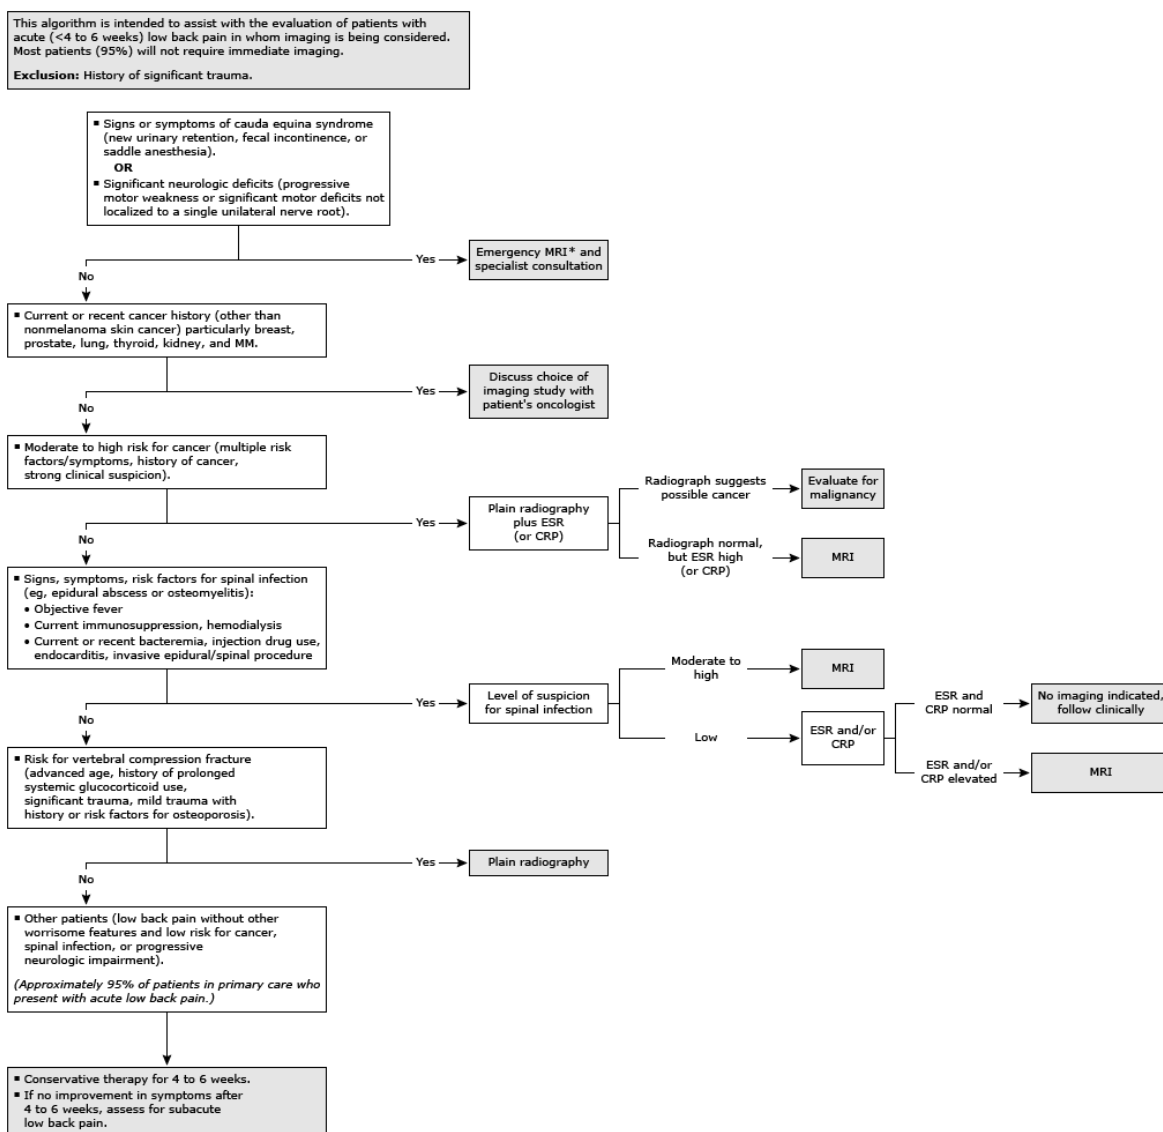 This algorithm is intended to assist with the evaluation of patients with
acute (<4 to 6 weeks) low back pain in whom imaging is being considered.
Most patients (95%) will not require immediate imaging.
Exclusion: History of significant trauma.
▪ Signs or symptoms of cauda equina syndrome
(new urinary retention, fecal incontinence, or
saddle anesthesia).
OR
▪ Significant neurologic deficits (progressive
motor weakness or significant motor deficits not
localized to a single unilateral nerve root).
Yes
Emergency MRI* and
specialist consultation
No
▪ Current or recent cancer history (other than
nonmelanoma skin cancer) particularly breast,
prostate, lung, thyroid, kidney, and MM.
Yes
Discuss choice of
imaging study with
patient's oncologist
No
▪ Moderate to high risk for cancer (multiple risk
factors/symptoms, history of cancer,
strong clinical suspicion).
Yes
Plain radiography
plus ESR
(or CRP)
Radiograph suggests
possible cancer
Evaluate for
malignancy
Radiograph normal,
but ESR high
(or CRP)
MRI
No
▪ Signs, symptoms, risk factors for spinal infection
(eg, epidural abscess or osteomyelitis):
• Objective fever
• Current immunosuppression, hemodialysis
• Current or recent bacteremia, injection drug use,
endocarditis, invasive epidural/spinal procedure
Yes
Level of suspicion
for spinal infection
Moderate to
high
MRI
Low
ESR and/or
CRP
ESR and
CRP normal
No imaging indicated,
follow clinically
ESR and/or
CRP elevated
MRI
No
▪ Risk for vertebral compression fracture
(advanced age, history of prolonged
systemic glucocorticoid use,
significant trauma, mild trauma with
history or risk factors for osteoporosis).
Yes
Plain radiography
No
▪ Other patients (low back pain without other
worrisome features and low risk for cancer,
spinal infection, or progressive
neurologic impairment).
(Approximately 95% of patients in primary care who
present with acute low back pain.)
▪ Conservative therapy for 4 to 6 weeks.
▪ If no improvement in symptoms after
4 to 6 weeks, assess for subacute
low back pain.